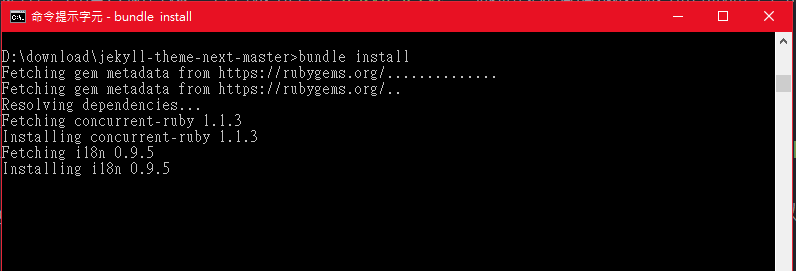 命令提示字元 - bundle install
D:\download\jekyll-theme-next-master>bundle install
Fetching gem metadata from https://rubygems.org/..............
Fetching gem metadata from https://rubygems.org/..
Resolving dependencies...
Fetching concurrent-ruby 1.1.3
Installing concurrent-ruby 1.1.3
Fetching i18n 0.9.5
Installing i18n 0.9.5